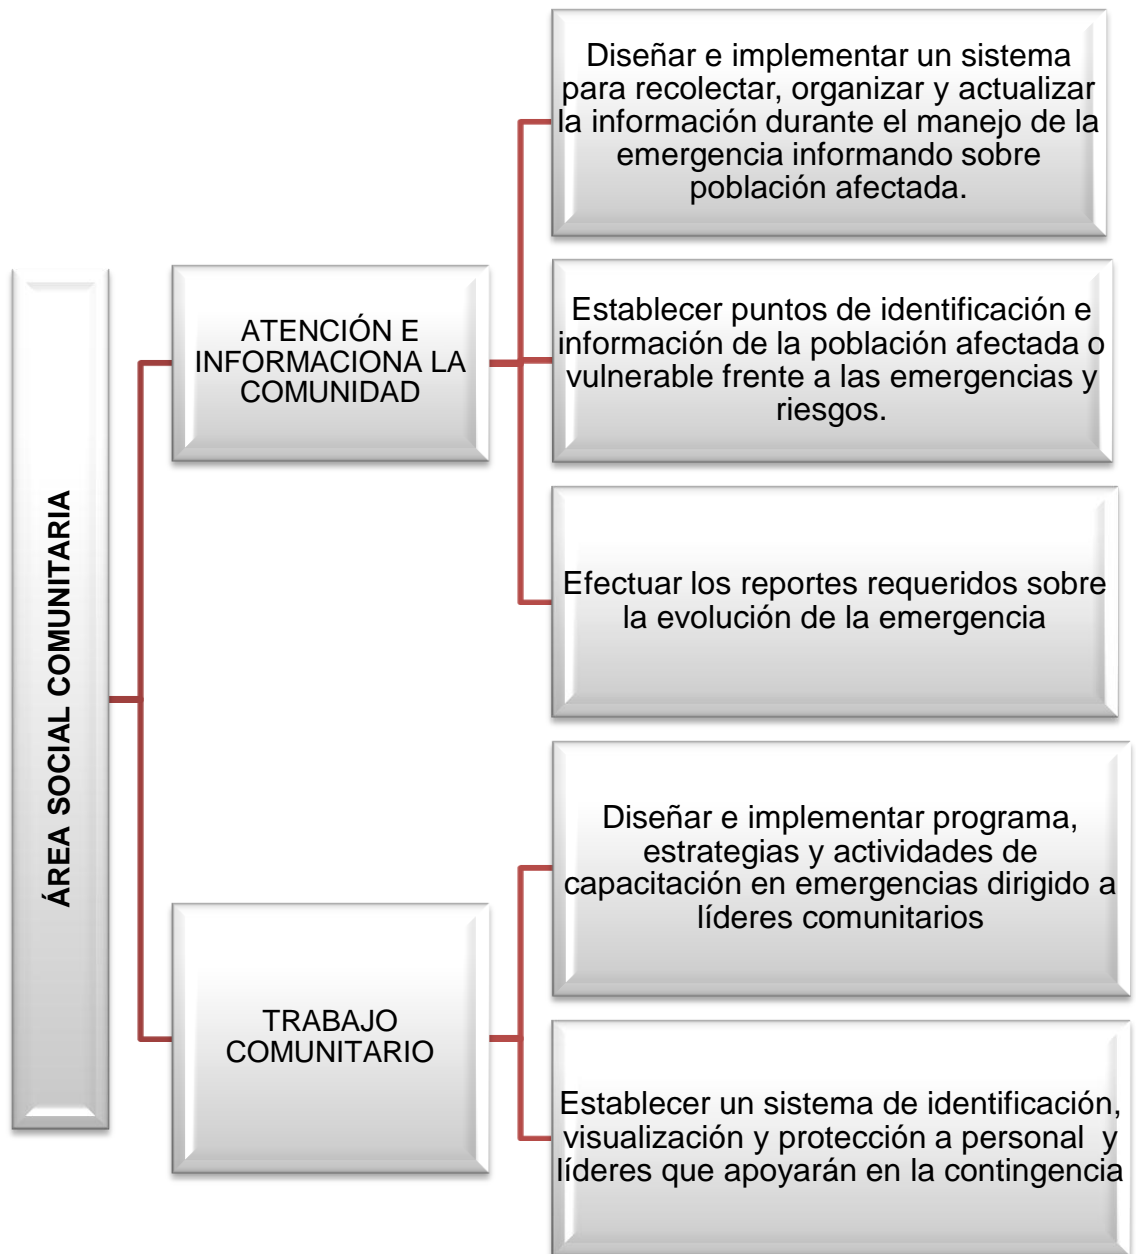 ÁREA SOCIAL COMUNITARIA
ATENCIÓN E
INFORMACIONA LA
COMUNIDAD
Diseñar e implementar un sistema
para recolectar, organizar y actualizar
la información durante el manejo de la
emergencia informando sobre
población afectada.
Establecer puntos de identificación e
información de la población afectada o
vulnerable frente a las emergencias y
riesgos.
Efectuar los reportes requeridos sobre
la evolución de la emergencia
TRABAJO
COMUNITARIO
Diseñar e implementar programa,
estrategias y actividades de
capacitación en emergencias dirigido a
líderes comunitarios
Establecer un sistema de identificación,
visualización y protección a personal y
líderes que apoyarán en la contingencia